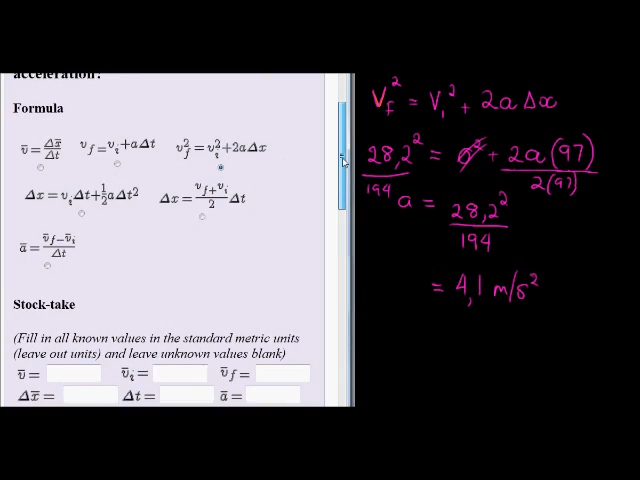 acceleration?
Formula
v̄ = Δx̄/Δt   v_f = v_i + aΔt   v_f² = v_i² + 2aΔx
Δx = v_iΔt + ½aΔt²   Δx = (v_f + v_i)/2 Δt
ā = (v̄_f − v̄_i)/Δt
Stock-take
(Fill in all known values in the standard metric units
(leave out units) and leave unknown values blank)
v̄ =   v̄_i =   v̄_f =
Δx̄ =   Δt =   ā =
V_f² = V_i² + 2aΔx
28,2²/194 = 0² + 2a(97)/2(97)
a = 28,2²/194
= 4,1 m/s²